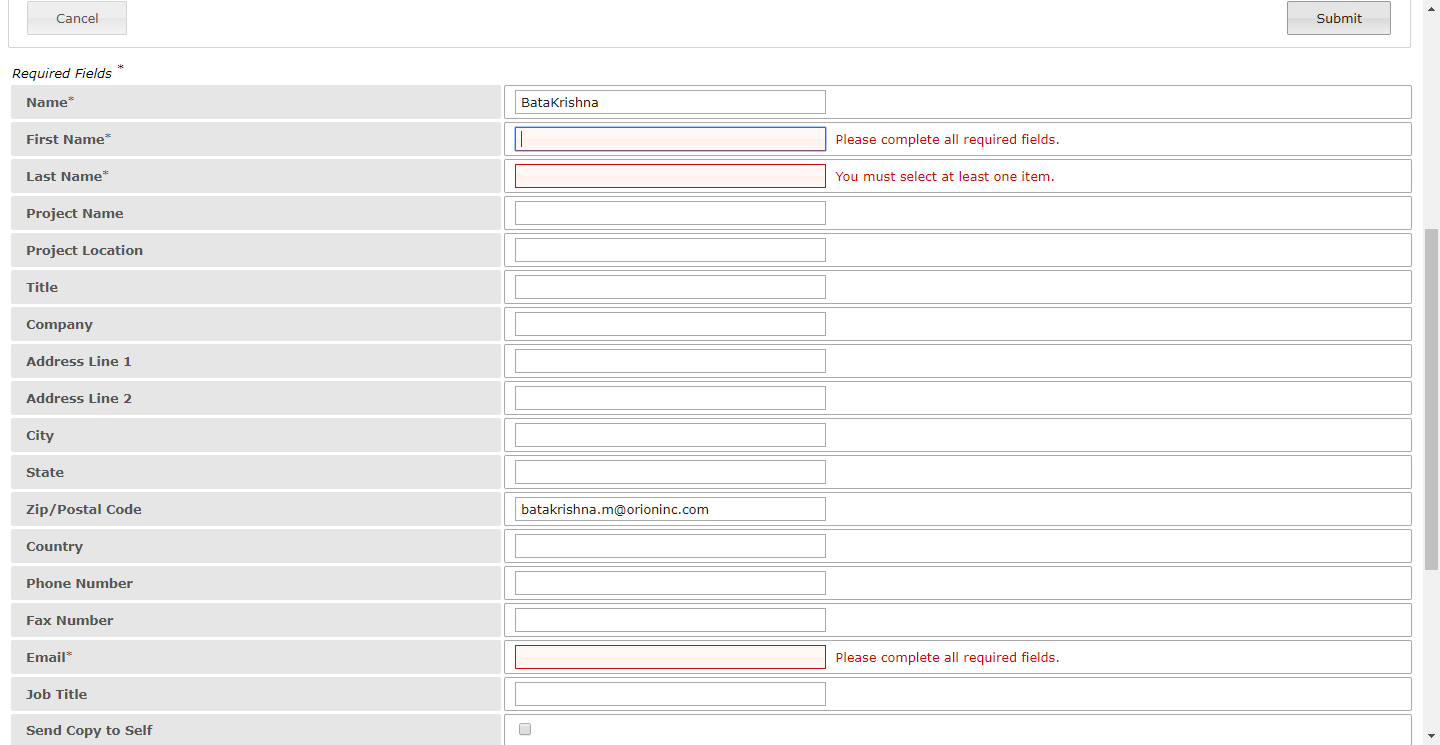 Cancel
Submit
Required Fields *
Name* BataKrishna
First Name* Please complete all required fields.
Last Name* You must select at least one item.
Project Name
Project Location
Title
Company
Address Line 1
Address Line 2
City
State
Zip/Postal Code batakrishna.m@orioninc.com
Country
Phone Number
Fax Number
Email* Please complete all required fields.
Job Title
Send Copy to Self